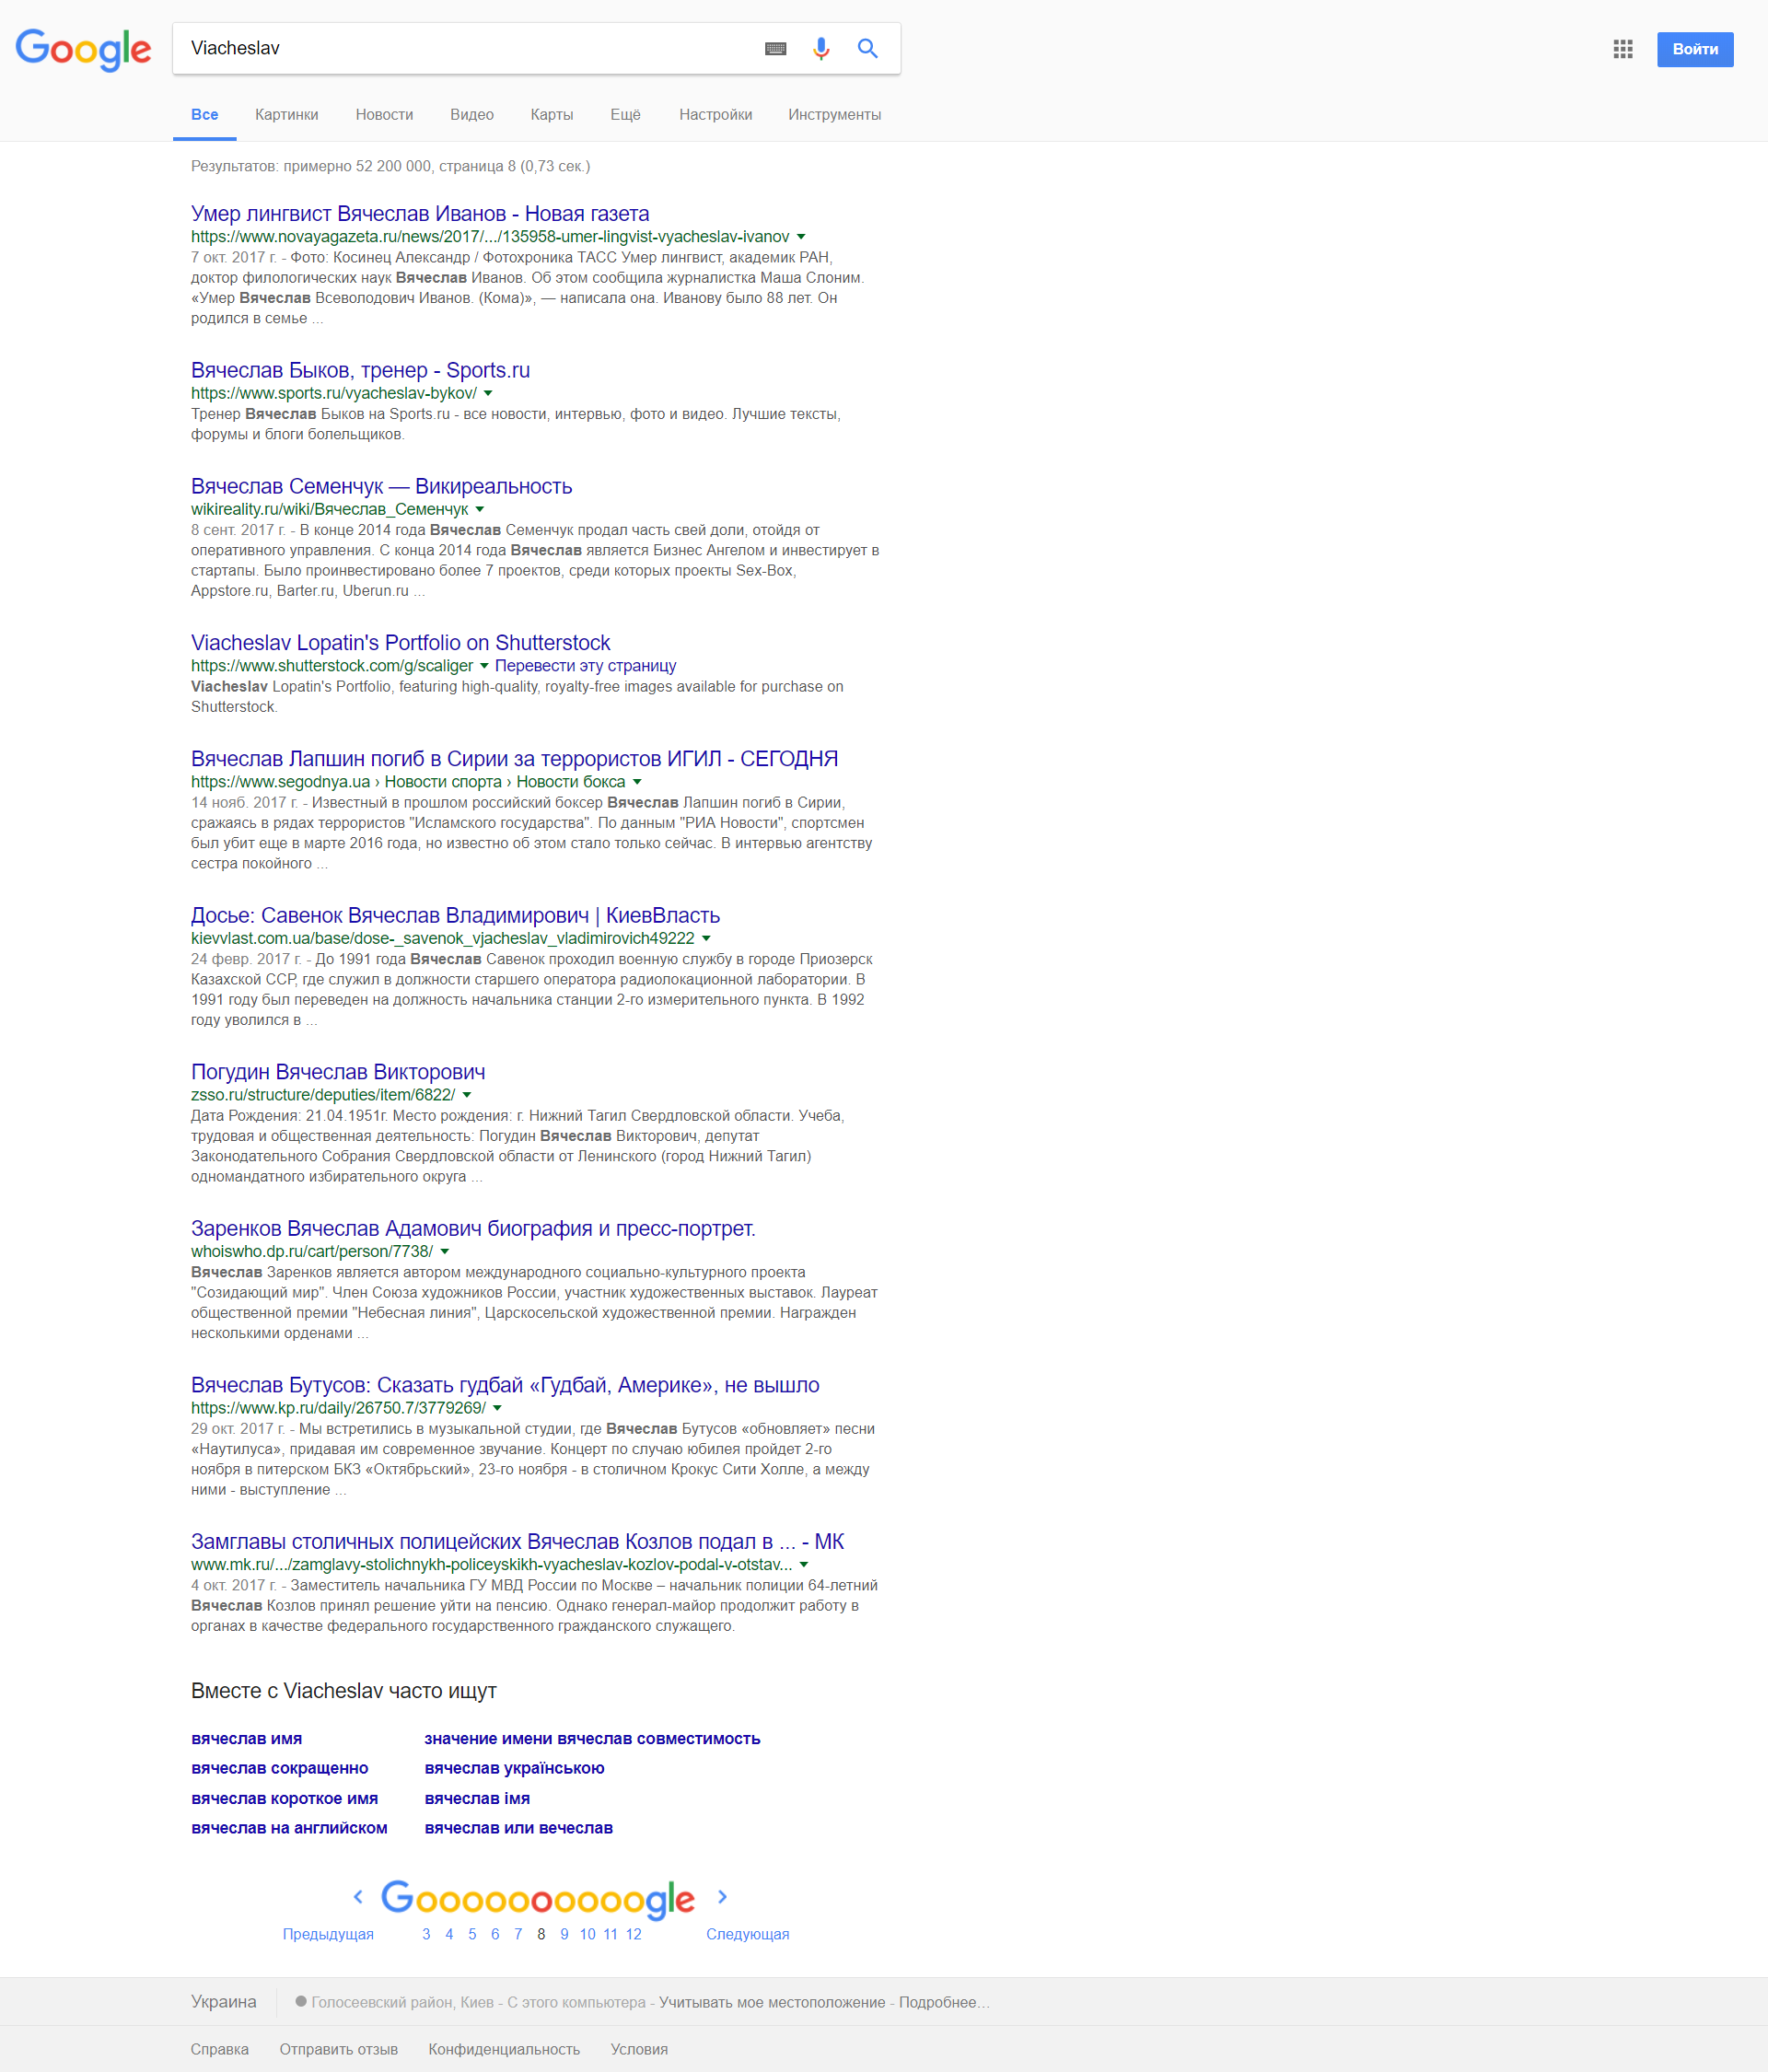 Google
Viacheslav
Войти
Все Картинки Новости Видео Карты Ещё Настройки Инструменты
Результатов: примерно 52 200 000, страница 8 (0,73 сек.)
Умер лингвист Вячеслав Иванов - Новая газета
https://www.novayagazeta.ru/news/2017/.../135958-umer-lingvist-vyacheslav-ivanov
7 окт. 2017 г. - Фото: Косинец Александр / Фотохроника ТАСС Умер лингвист, академик РАН,
доктор филологических наук Вячеслав Иванов. Об этом сообщила журналистка Маша Слоним.
«Умер Вячеслав Всеволодович Иванов. (Кома)», — написала она. Иванову было 88 лет. Он
родился в семье ...
Вячеслав Быков, тренер - Sports.ru
https://www.sports.ru/vyacheslav-bykov/
Тренер Вячеслав Быков на Sports.ru - все новости, интервью, фото и видео. Лучшие тексты,
форумы и блоги болельщиков.
Вячеслав Семенчук — Викиреальность
wikireality.ru/wiki/Вячеслав_Семенчук
8 сент. 2017 г. - В конце 2014 года Вячеслав Семенчук продал часть свей доли, отойдя от
оперативного управления. С конца 2014 года Вячеслав является Бизнес Ангелом и инвестирует в
стартапы. Было проинвестировано более 7 проектов, среди которых проекты Sex-Box,
Appstore.ru, Barter.ru, Uberun.ru ...
Viacheslav Lopatin's Portfolio on Shutterstock
https://www.shutterstock.com/g/scaliger Перевести эту страницу
Viacheslav Lopatin's Portfolio, featuring high-quality, royalty-free images available for purchase on
Shutterstock.
Вячеслав Лапшин погиб в Сирии за террористов ИГИЛ - СЕГОДНЯ
https://www.segodnya.ua › Новости спорта › Новости бокса
14 нояб. 2017 г. - Известный в прошлом российский боксер Вячеслав Лапшин погиб в Сирии,
сражаясь в рядах террористов "Исламского государства". По данным "РИА Новости", спортсмен
был убит еще в марте 2016 года, но известно об этом стало только сейчас. В интервью агентству
сестра покойного ...
Досье: Савенок Вячеслав Владимирович | КиевВласть
kievvlast.com.ua/base/dose-_savenok_vjacheslav_vladimirovich49222
24 февр. 2017 г. - До 1991 года Вячеслав Савенок проходил военную службу в городе Приозерск
Казахской ССР, где служил в должности старшего оператора радиолокационной лаборатории. В
1991 году был переведен на должность начальника станции 2-го измерительного пункта. В 1992
году уволился в ...
Погудин Вячеслав Викторович
zsso.ru/structure/deputies/item/6822/
Дата Рождения: 21.04.1951г. Место рождения: г. Нижний Тагил Свердловской области. Учеба,
трудовая и общественная деятельность: Погудин Вячеслав Викторович, депутат
Законодательного Собрания Свердловской области от Ленинского (город Нижний Тагил)
одномандатного избирательного округа ...
Заренков Вячеслав Адамович биография и пресс-портрет.
whoiswho.dp.ru/cart/person/7738/
Вячеслав Заренков является автором международного социально-культурного проекта
"Созидающий мир". Член Союза художников России, участник художественных выставок. Лауреат
общественной премии "Небесная линия", Царскосельской художественной премии. Награжден
несколькими орденами ...
Вячеслав Бутусов: Сказать гудбай «Гудбай, Америке», не вышло
https://www.kp.ru/daily/26750.7/3779269/
29 окт. 2017 г. - Мы встретились в музыкальной студии, где Вячеслав Бутусов «обновляет» песни
«Наутилуса», придавая им современное звучание. Концерт по случаю юбилея пройдет 2-го
ноября в питерском БКЗ «Октябрьский», 23-го ноября - в столичном Крокус Сити Холле, а между
ними - выступление ...
Замглавы столичных полицейских Вячеслав Козлов подал в ... - МК
www.mk.ru/.../zamglavy-stolichnykh-policeyskikh-vyacheslav-kozlov-podal-v-otstav...
4 окт. 2017 г. - Заместитель начальника ГУ МВД России по Москве – начальник полиции 64-летний
Вячеслав Козлов принял решение уйти на пенсию. Однако генерал-майор продолжит работу в
органах в качестве федерального государственного гражданского служащего.
Вместе с Viacheslav часто ищут
вячеслав имя значение имени вячеслав совместимость
вячеслав сокращенно вячеслав українською
вячеслав короткое имя вячеслав імя
вячеслав на английском вячеслав или вечеслав
Goooooooooogle
Предыдущая 3 4 5 6 7 8 9 10 11 12 Следующая
Украина Голосеевский район, Киев - С этого компьютера - Учитывать мое местоположение - Подробнее…
Справка Отправить отзыв Конфиденциальность Условия